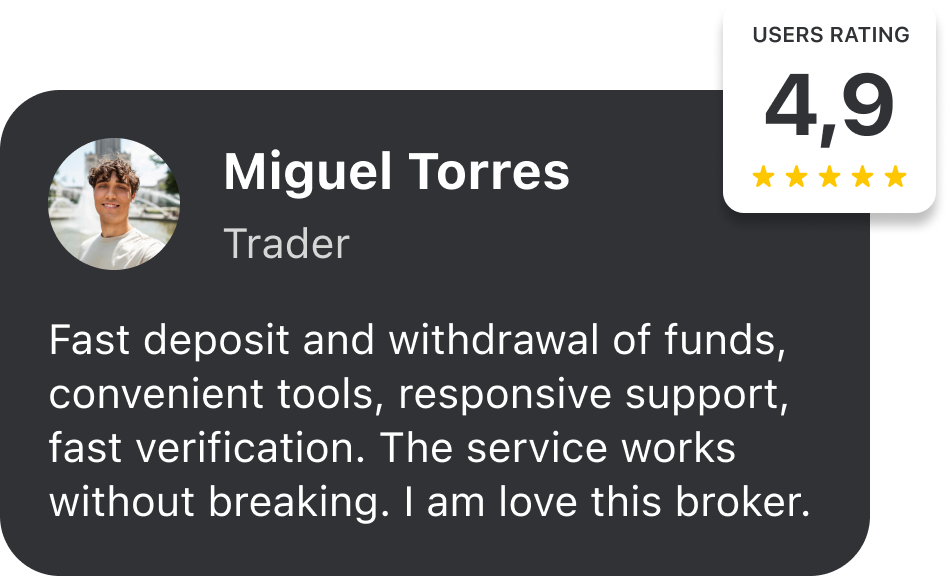 USERS RATING
4,9
Miguel Torres
Trader
Fast deposit and withdrawal of funds,
convenient tools, responsive support,
fast verification. The service works
without breaking. I am love this broker.